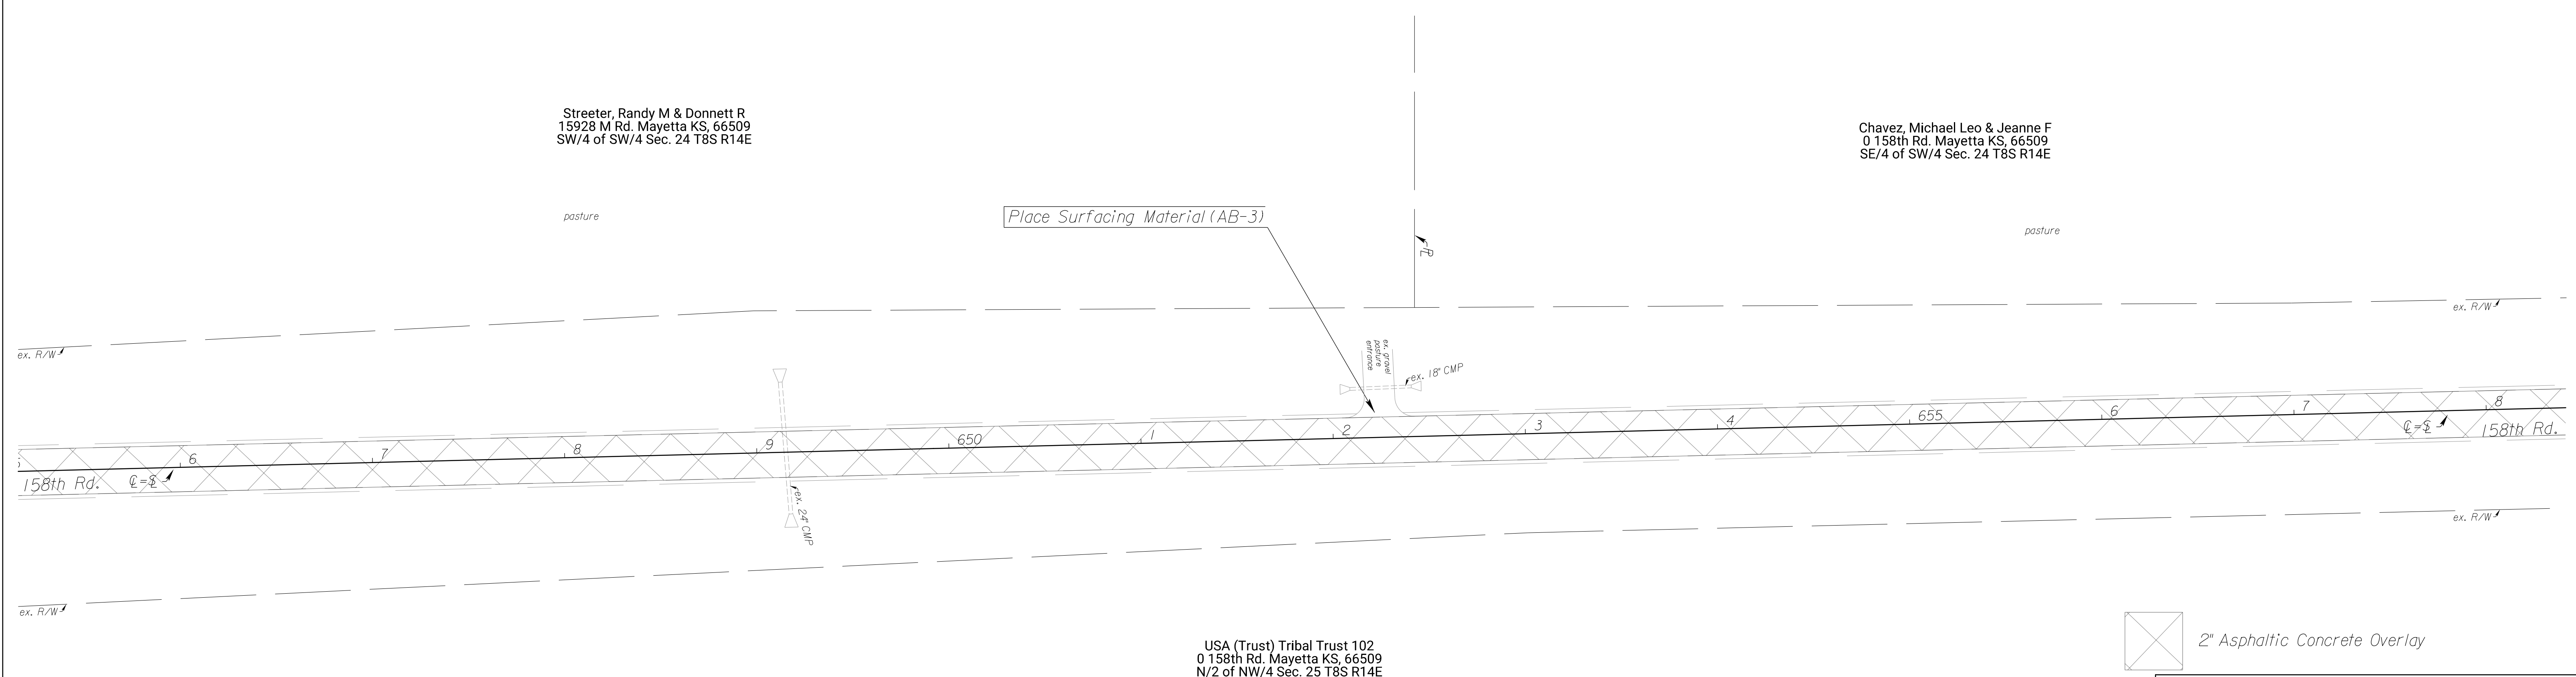 Streeter, Randy M & Donnett R
15928 M Rd. Mayetta KS, 66509
SW/4 of SW/4 Sec. 24 T8S R14E
Chavez, Michael Leo & Jeanne F
0 158th Rd. Mayetta KS, 66509
SE/4 of SW/4 Sec. 24 T8S R14E
pasture
Place Surfacing Material (AB-3)
pasture
PL
ex. R/W
ex. R/W
ex. gravel
pasture
entrance
ex. 18" CMP
6
7
8
9
650
1
2
3
4
655
6
7
8
158th Rd.
℄=
℄=
158th Rd.
ex. 24" CMP
ex. R/W
ex. R/W
USA (Trust) Tribal Trust 102
0 158th Rd. Mayetta KS, 66509
N/2 of NW/4 Sec. 25 T8S R14E
2" Asphaltic Concrete Overlay